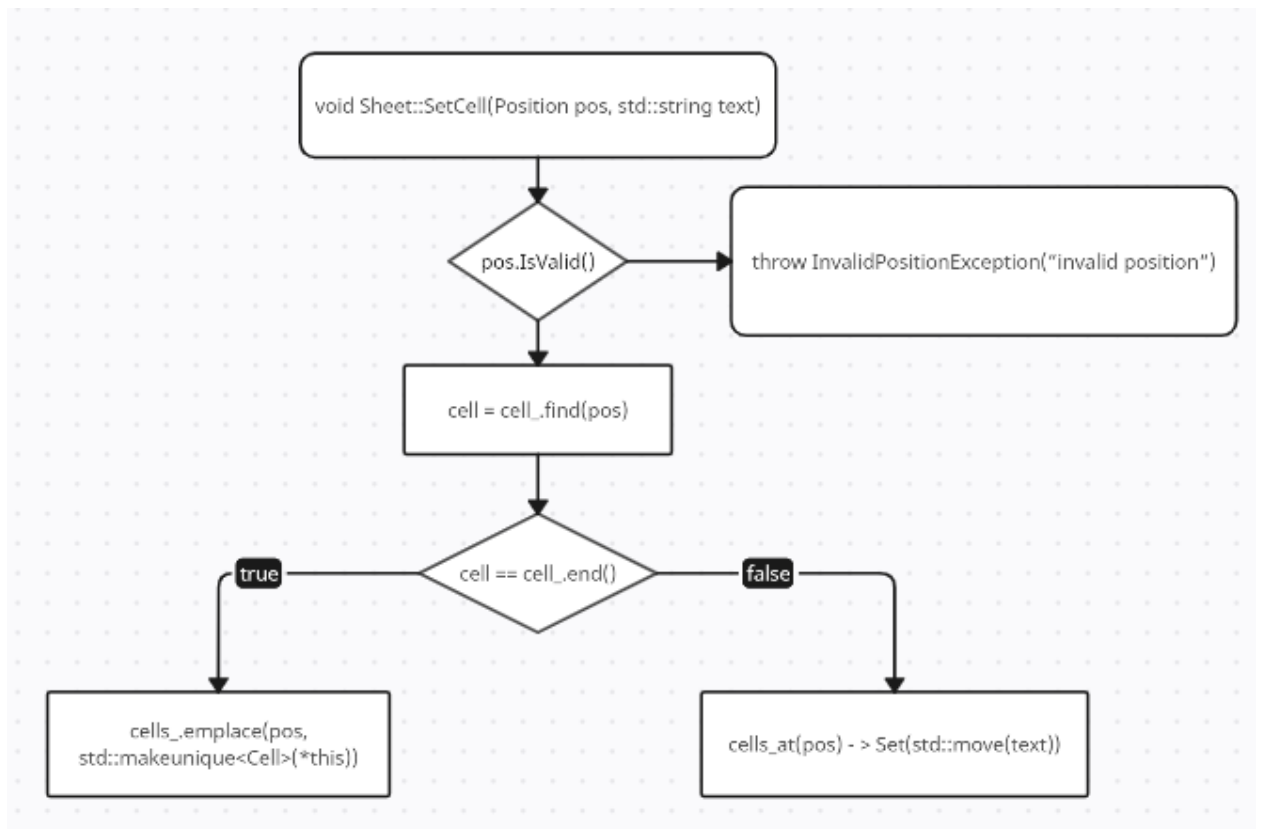 void Sheet::SetCell(Position pos, std::string text)
pos.IsValid()
throw InvalidPositionException(“invalid position”)
cell = cell_.find(pos)
cell == cell_.end()
true
false
cells_.emplace(pos,
std::makeunique<Cell>(*this))
cells_at(pos) - > Set(std::move(text))